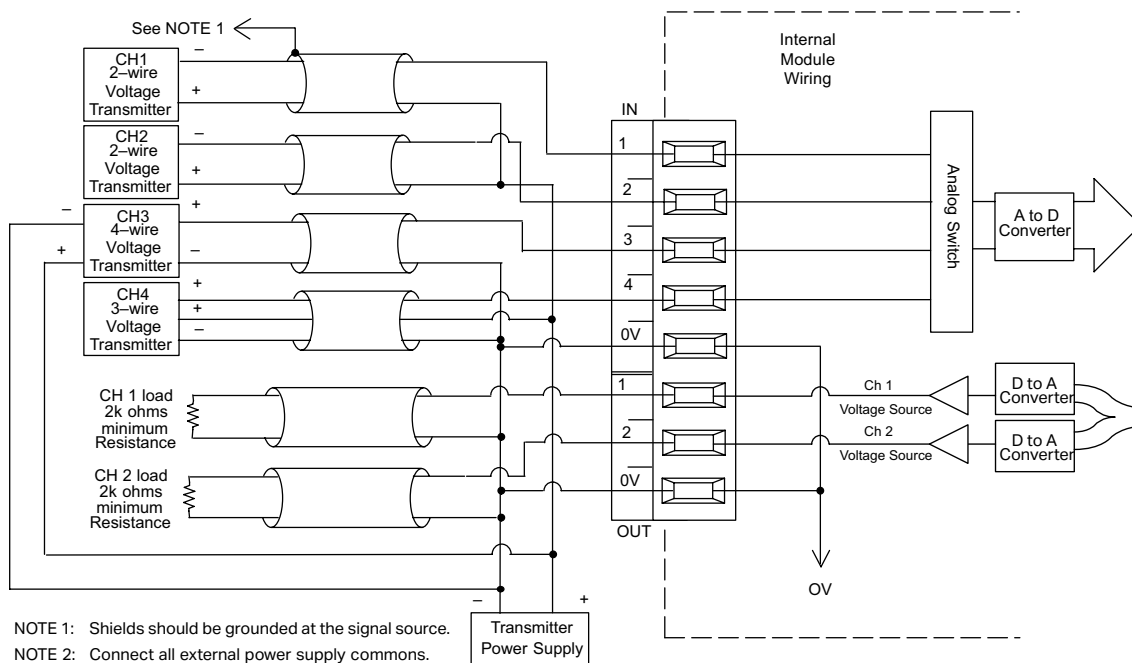 See NOTE 1
Internal
Module
Wiring
CH1
2–wire
Voltage
Transmitter
–
+
CH2
2–wire
Voltage
Transmitter
–
+
CH3
4–wire
Voltage
Transmitter
–
+
+
–
CH4
3–wire
Voltage
Transmitter
+
+
–
IN
1
2
3
4
0V
1
2
0V
OUT
Analog Switch
A to D
Converter
CH 1 load
2k ohms
minimum
Resistance
CH 2 load
2k ohms
minimum
Resistance
Ch 1
Voltage Source
D to A
Converter
Ch 2
Voltage Source
D to A
Converter
OV
–
+
Transmitter
Power Supply
NOTE 1: Shields should be grounded at the signal source.
NOTE 2: Connect all external power supply commons.